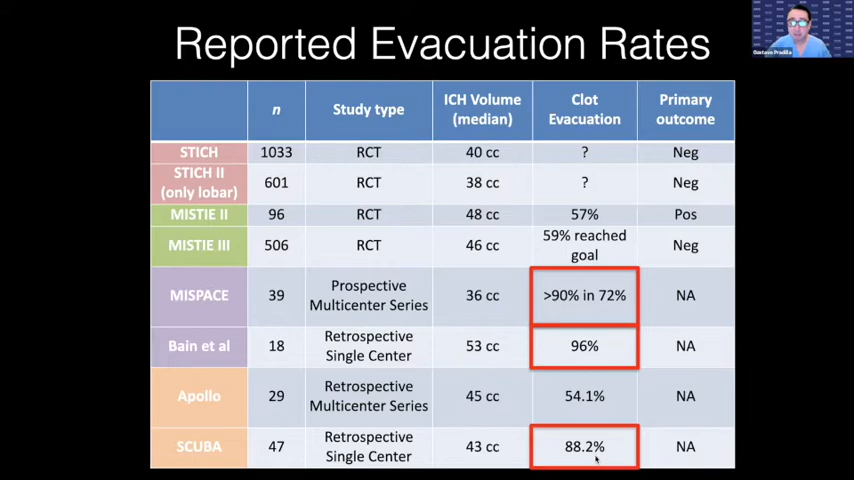 Reported Evacuation Rates
Gustavo Pradilla
n Study type ICH Volume (median) Clot Evacuation Primary outcome
STICH 1033 RCT 40 cc ? Neg
STICH II (only lobar) 601 RCT 38 cc ? Neg
MISTIE II 96 RCT 48 cc 57% Pos
MISTIE III 506 RCT 46 cc 59% reached goal Neg
MISPACE 39 Prospective Multicenter Series 36 cc >90% in 72% NA
Bain et al 18 Retrospective Single Center 53 cc 96% NA
Apollo 29 Retrospective Multicenter Series 45 cc 54.1% NA
SCUBA 47 Retrospective Single Center 43 cc 88.2% NA